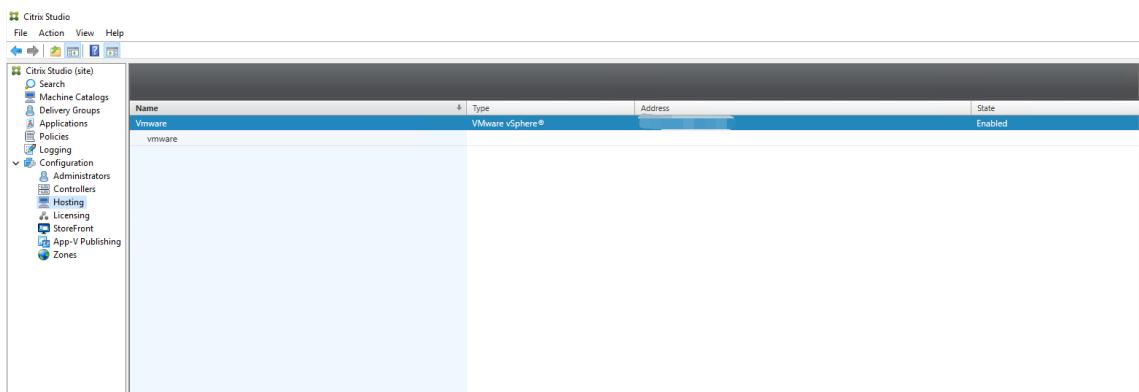 Citrix Studio
File Action View Help
Citrix Studio (site)
Search
Machine Catalogs
Delivery Groups
Applications
Policies
Logging
Configuration
Administrators
Controllers
Hosting
Licensing
StoreFront
App-V Publishing
Zones
Name Type Address State
Vmware VMware vSphere® Enabled
vmware